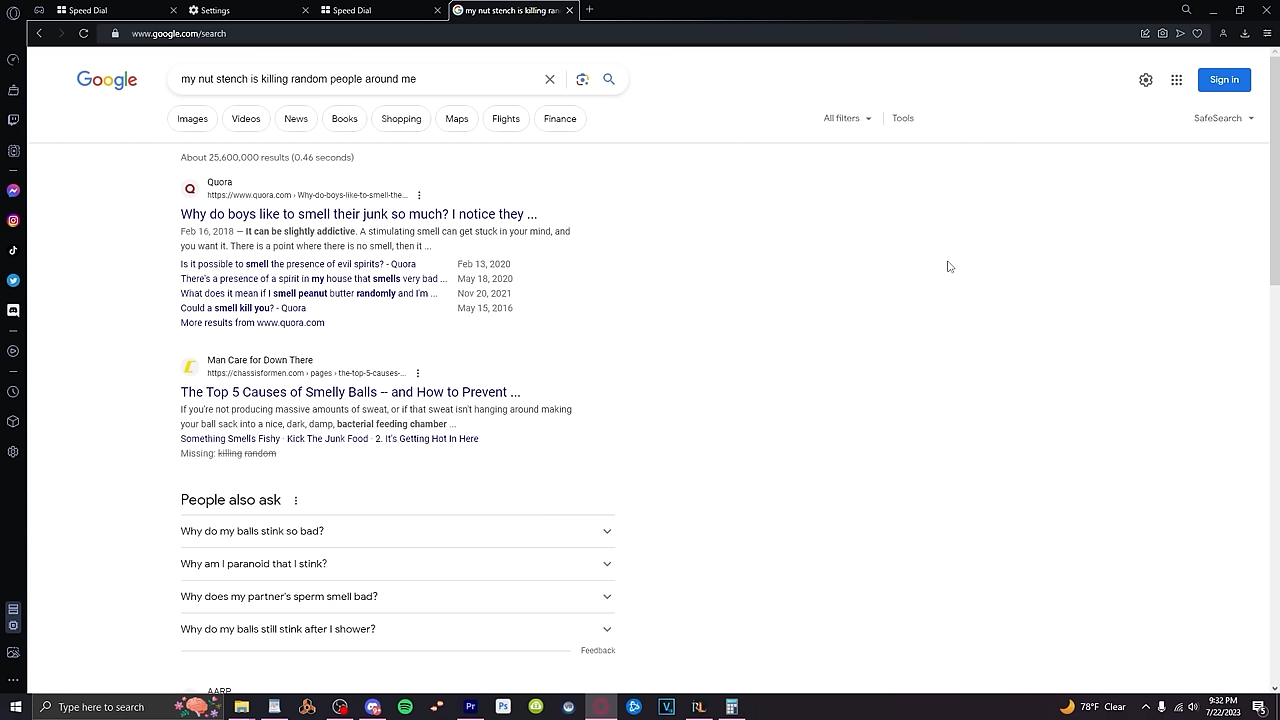 Speed Dial
Settings
Speed Dial
my nut stench is killing ran
www.google.com/search
Google
my nut stench is killing random people around me
Sign in
Images
Videos
News
Books
Shopping
Maps
Flights
Finance
All filters
Tools
SafeSearch
About 25,600,000 results (0.46 seconds)
Quora
https://www.quora.com › Why-do-boys-like-to-smell-the...
Why do boys like to smell their junk so much? I notice they ...
Feb 16, 2018 — It can be slightly addictive. A stimulating smell can get stuck in your mind, and
you want it. There is a point where there is no smell, then it ...
Is it possible to smell the presence of evil spirits? - Quora Feb 13, 2020
There's a presence of a spirit in my house that smells very bad ... May 18, 2020
What does it mean if I smell peanut butter randomly and I'm ... Nov 20, 2021
Could a smell kill you? - Quora May 15, 2016
More results from www.quora.com
Man Care for Down There
https://chassisformen.com › pages › the-top-5-causes-...
The Top 5 Causes of Smelly Balls -- and How to Prevent ...
If you're not producing massive amounts of sweat, or if that sweat isn't hanging around making
your ball sack into a nice, dark, damp, bacterial feeding chamber ...
Something Smells Fishy · Kick The Junk Food · 2. It's Getting Hot In Here
Missing: killing random
People also ask
Why do my balls stink so bad?
Why am I paranoid that I stink?
Why does my partner's sperm smell bad?
Why do my balls still stink after I shower?
Feedback
AARP
Type here to search
Pr
Ps
V
78°F Clear
9:32 PM
7/22/2023